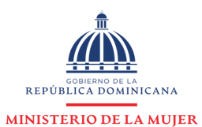 GOBIERNO DE LA
REPÚBLICA DOMINICANA
MINISTERIO DE LA MUJER